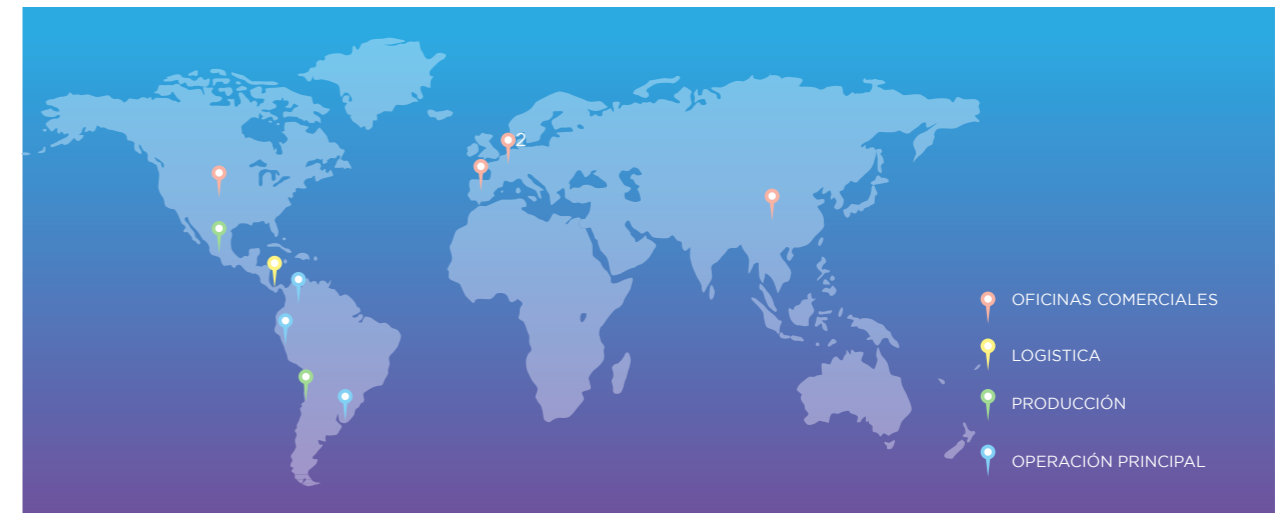 2
OFICINAS COMERCIALES
LOGISTICA
PRODUCCIÓN
OPERACIÓN PRINCIPAL